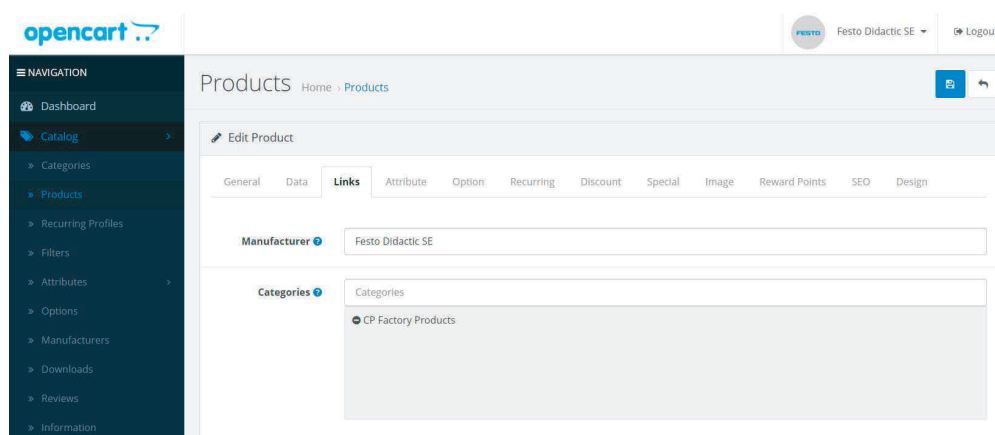 opencart
FESTO
Festo Didactic SE
Logou
NAVIGATION
Products Home › Products
Dashboard
Catalog
Edit Product
» Categories
General Data Links Attribute Option Recurring Discount Special Image Reward Points SEO Design
» Products
» Recurring Profiles
Manufacturer Festo Didactic SE
» Filters
» Attributes
Categories Categories
» Options
CP Factory Products
» Manufacturers
» Downloads
» Reviews
» Information